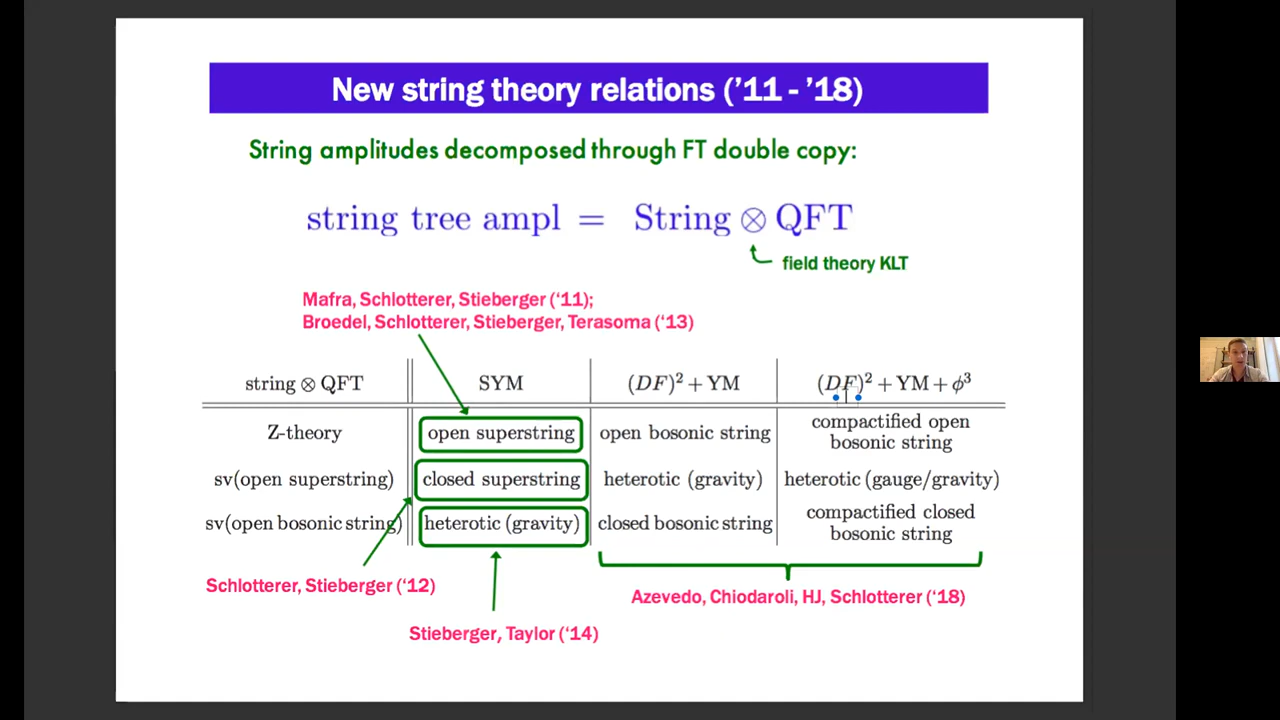 New string theory relations ('11 - '18)
String amplitudes decomposed through FT double copy:
string tree ampl = String ⊗ QFT
field theory KLT
Mafra, Schlotterer, Stieberger ('11);
Broedel, Schlotterer, Stieberger, Terasoma ('13)
string ⊗ QFT SYM (DF)² + YM (DF)² + YM + ϕ³
Z-theory open superstring open bosonic string compactified open
bosonic string
sv(open superstring) closed superstring heterotic (gravity) heterotic (gauge/gravity)
sv(open bosonic string) heterotic (gravity) closed bosonic string compactified closed
bosonic string
Schlotterer, Stieberger ('12)
Azevedo, Chiodaroli, HJ, Schlotterer ('18)
Stieberger, Taylor ('14)